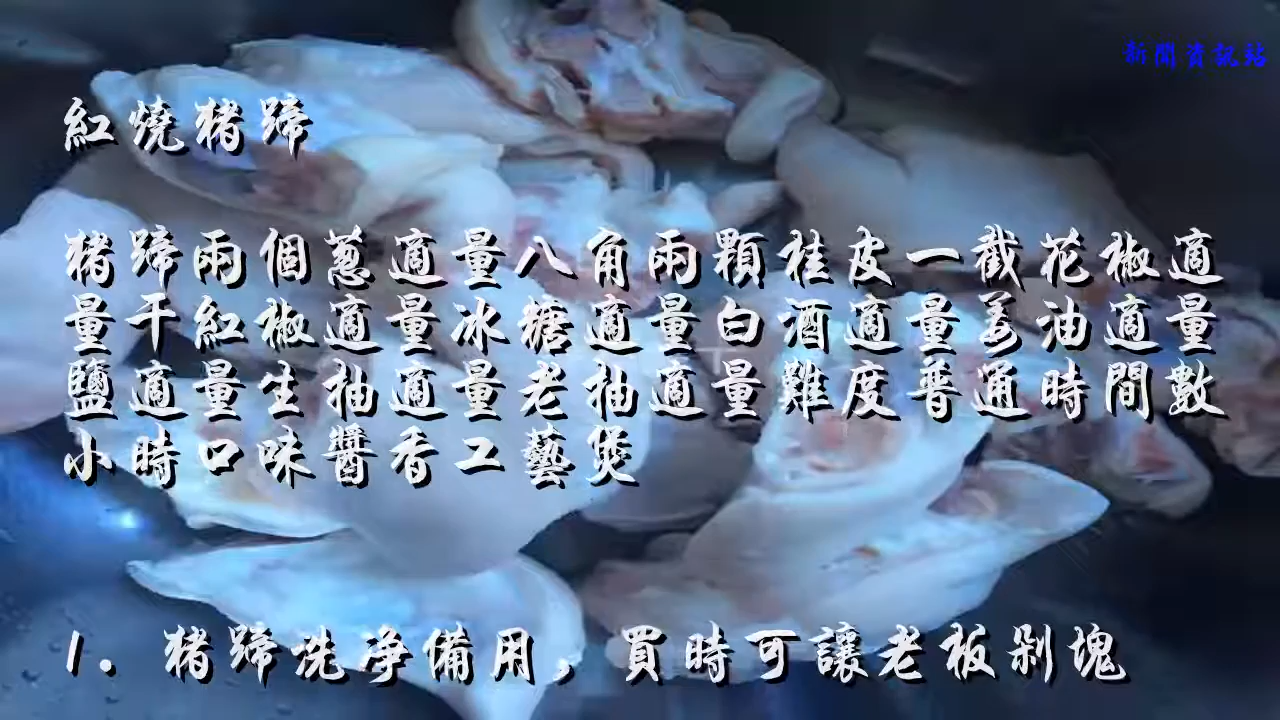 新聞資訊站
紅燒豬蹄
豬蹄兩個蔥適量八角兩顆桂皮一截花椒適
量干紅椒適量冰糖適量白酒適量姜油適量
鹽適量生抽適量老抽適量難度普通時間數
小時口味醬香工藝煲
1. 豬蹄洗凈備用,買時可讓老板剁塊